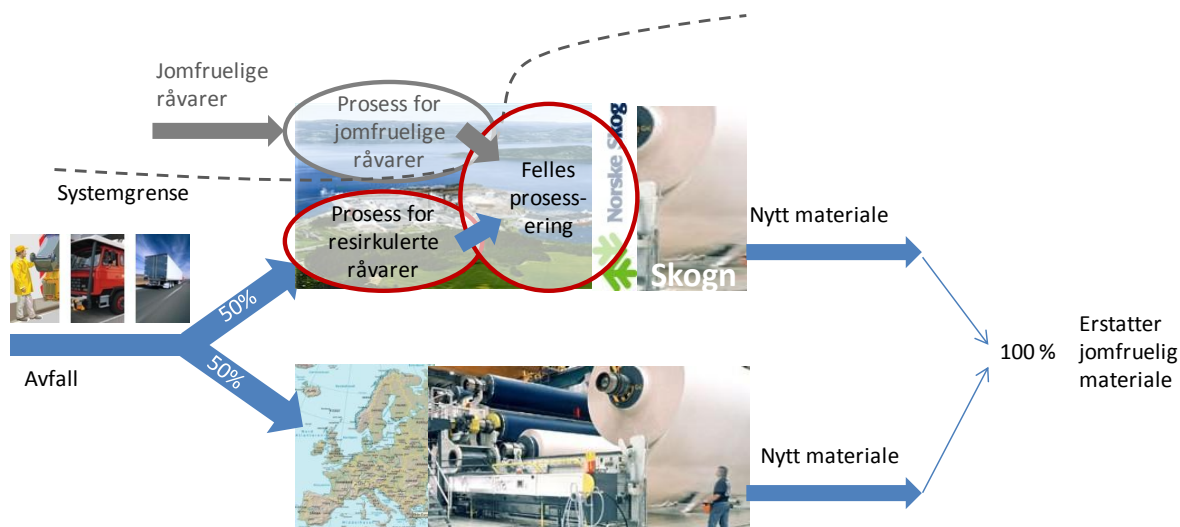 Jomfruelige
råvarer
Prosess for
jomfruelige
råvarer
Systemgrense
Prosess for
resirkulerte
råvarer
Felles
prosess-
ering
Norske Skog
Skogn
Nytt materiale
50%
50%
Avfall
100 %
Erstatter
jomfruelig
materiale
Nytt materiale